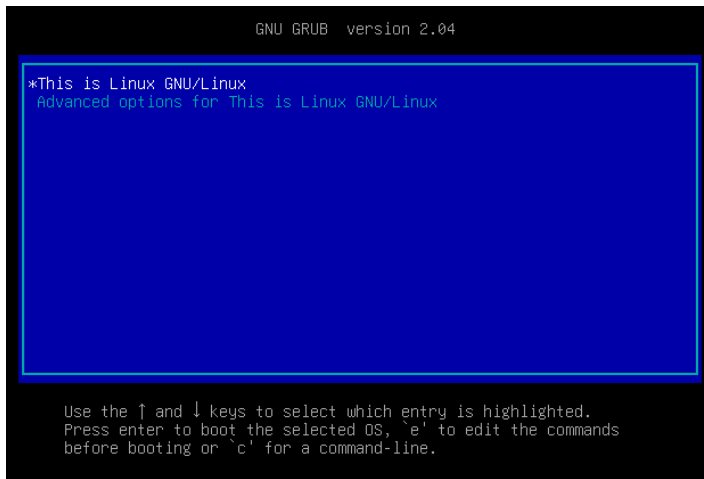 GNU GRUB  version 2.04
*This is Linux GNU/Linux
Advanced options for This is Linux GNU/Linux
Use the ↑ and ↓ keys to select which entry is highlighted.
Press enter to boot the selected OS, `e' to edit the commands
before booting or `c' for a command-line.